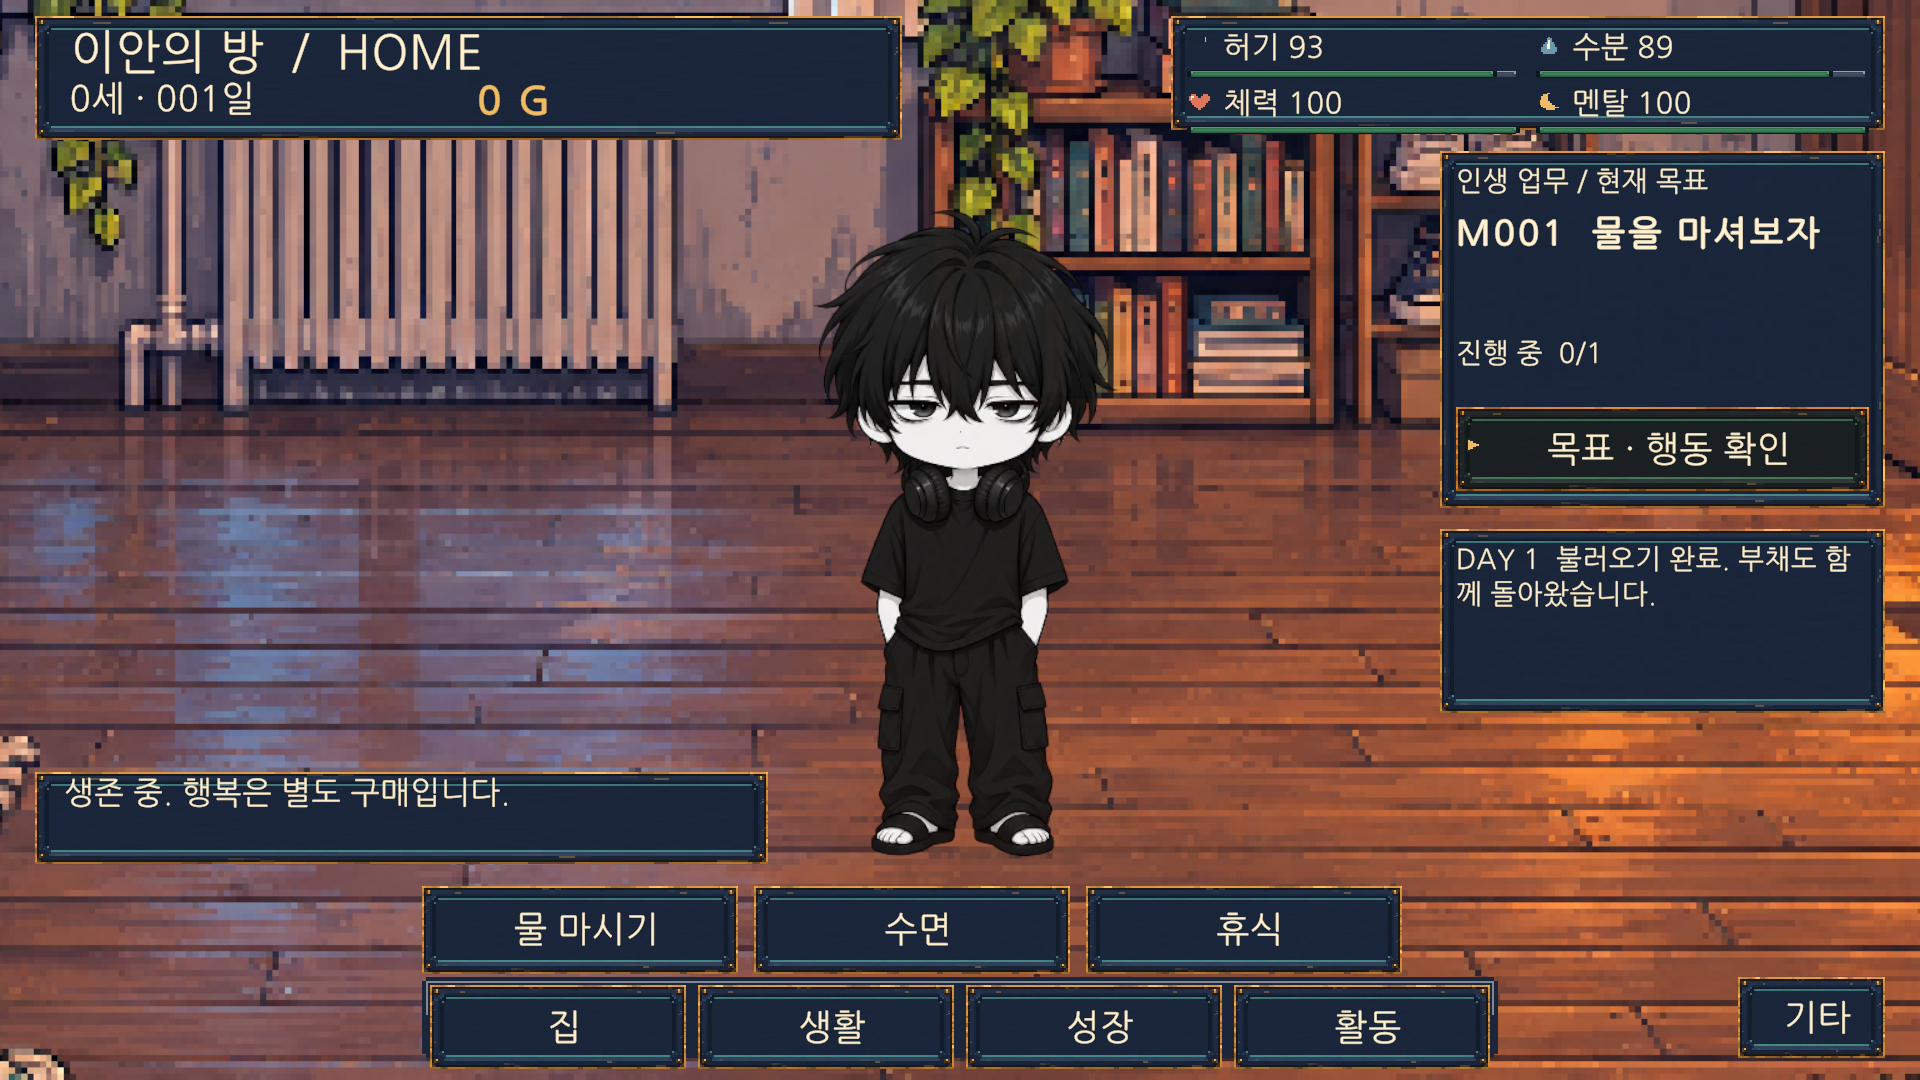 이안의 방 / HOME
0세 · 001일 0 G
허기 93 수분 89
체력 100 멘탈 100
인생 업무 / 현재 목표
M001 물을 마셔보자
진행 중 0/1
목표 · 행동 확인
DAY 1 불러오기 완료. 부채도 함
께 돌아왔습니다.
생존 중. 행복은 별도 구매입니다.
물 마시기 수면 휴식
집 생활 성장 활동 기타